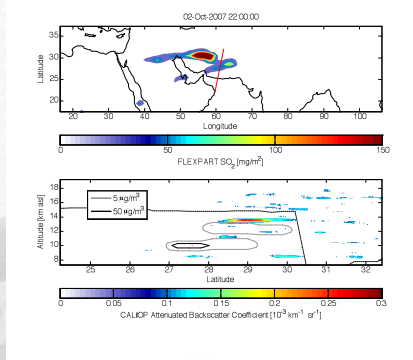 02-Oct-2007 22:00:00
35
30
25
20
Latitude
20 30 40 50 60 70 80 90 100
Longitude
0 50 100 150
FLEXPART SO2 [mg/m²]
18
16
14
12
10
8
Altitude [km asl]
5 µg/m³
50 µg/m³
25 26 27 28 29 30 31 32
Latitude
0 0.05 0.1 0.15 0.2 0.25 0.3
CALIOP Attenuated Backscatter Coefficient [10⁻³ km⁻¹ sr⁻¹]